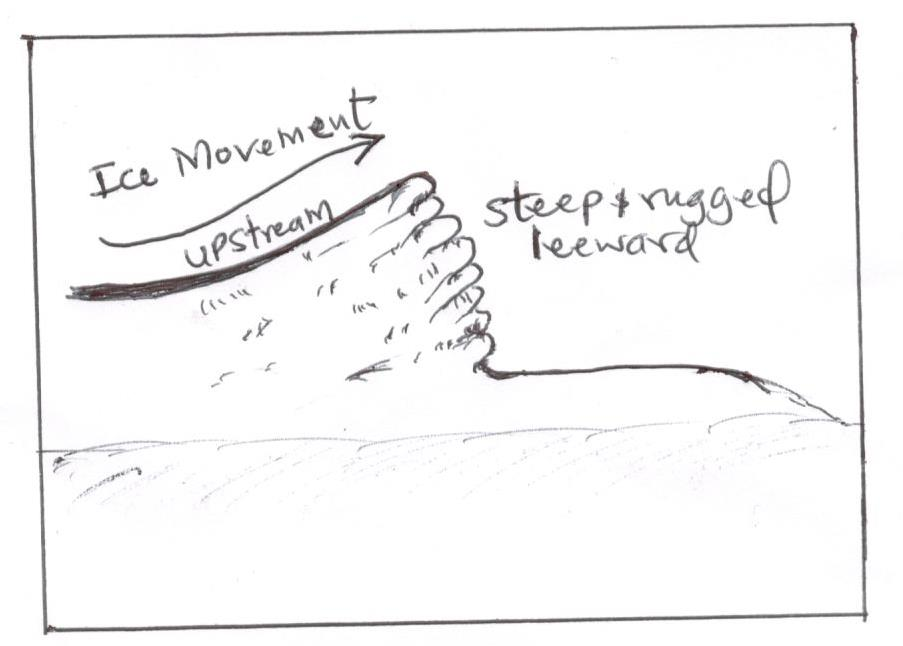 Ice Movement
upstream
steep & rugged
leeward